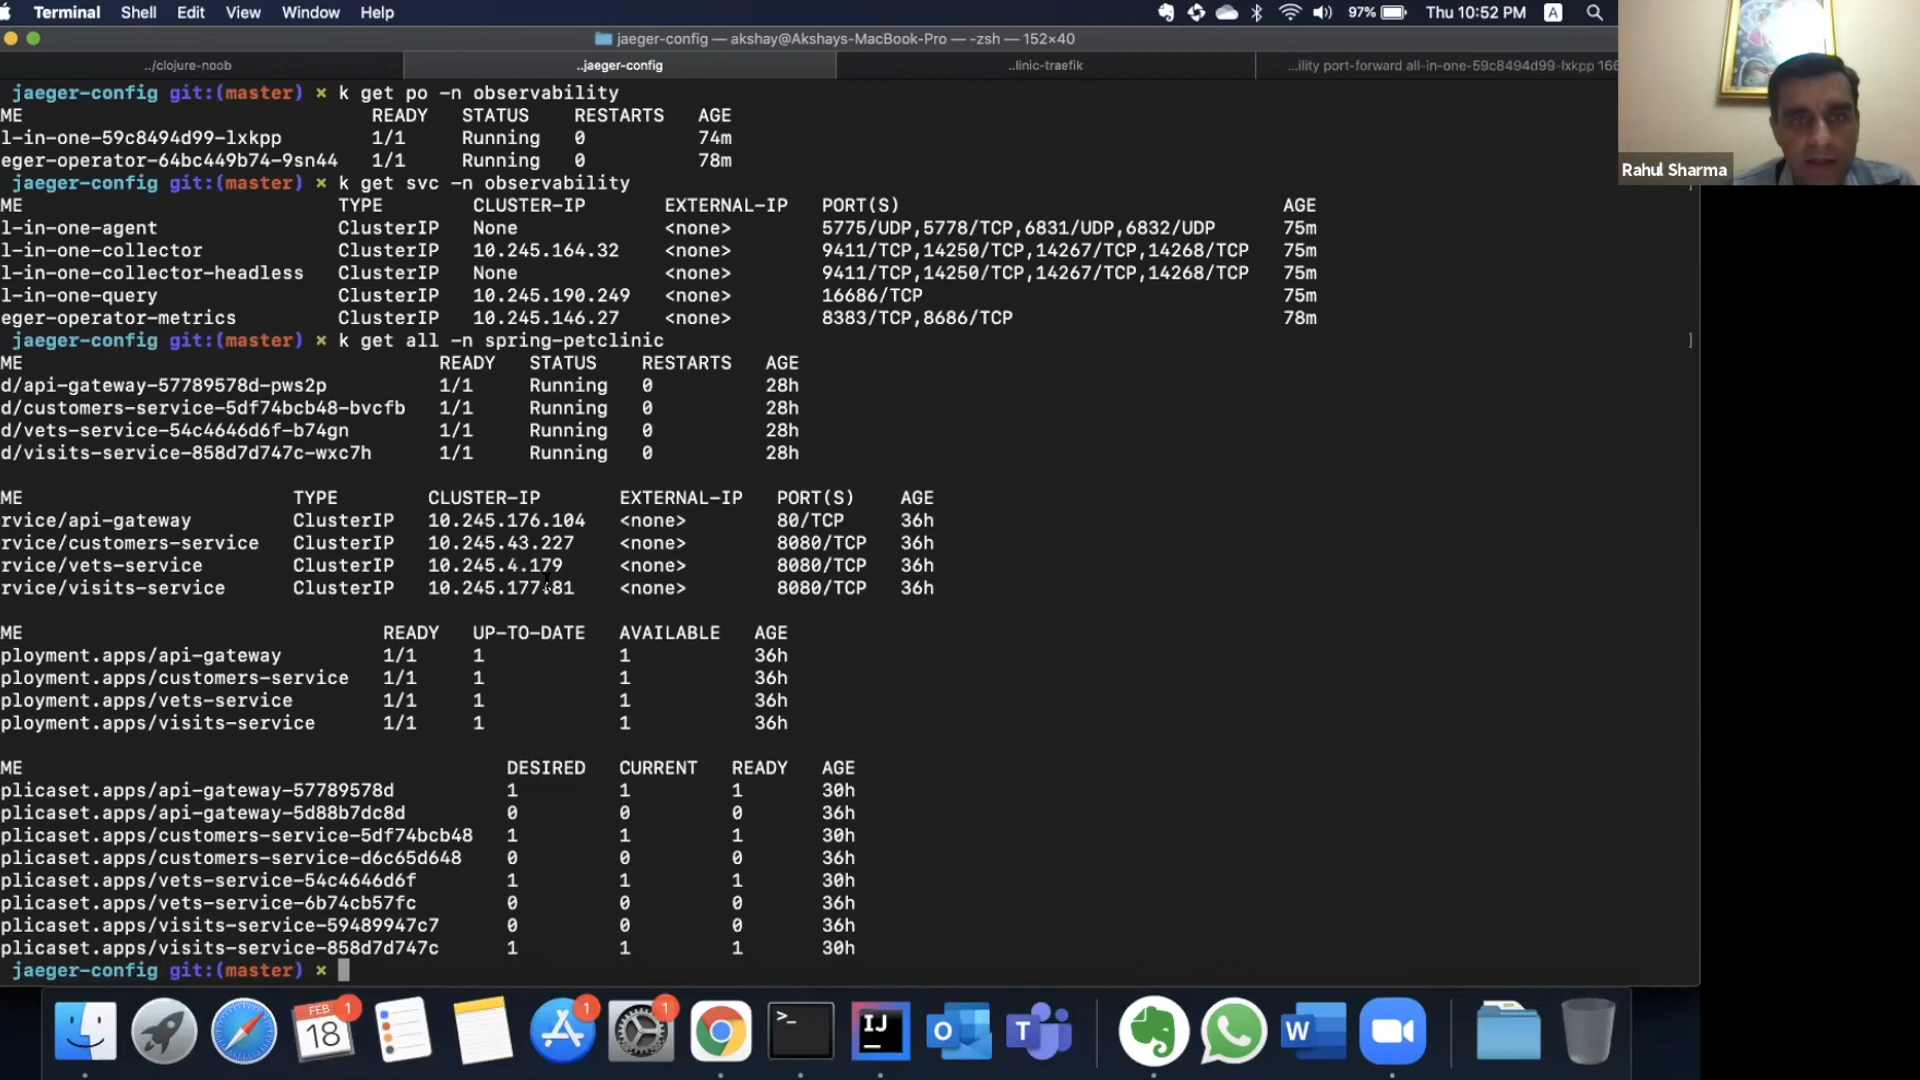 Terminal Shell Edit View Window Help 97% Thu 10:52 PM A
jaeger-config — akshay@Akshays-MacBook-Pro — -zsh — 152×40
../clojure-noob ..jaeger-config ..linic-traefik ...ility port-forward all-in-one-59c8494d99-lxkpp 166
jaeger-config git:(master) × k get po -n observability
ME READY STATUS RESTARTS AGE
l-in-one-59c8494d99-lxkpp 1/1 Running 0 74m
eger-operator-64bc449b74-9sn44 1/1 Running 0 78m
Rahul Sharma
jaeger-config git:(master) × k get svc -n observability ]
ME TYPE CLUSTER-IP EXTERNAL-IP PORT(S) AGE
l-in-one-agent ClusterIP None <none> 5775/UDP,5778/TCP,6831/UDP,6832/UDP 75m
l-in-one-collector ClusterIP 10.245.164.32 <none> 9411/TCP,14250/TCP,14267/TCP,14268/TCP 75m
l-in-one-collector-headless ClusterIP None <none> 9411/TCP,14250/TCP,14267/TCP,14268/TCP 75m
l-in-one-query ClusterIP 10.245.190.249 <none> 16686/TCP 75m
eger-operator-metrics ClusterIP 10.245.146.27 <none> 8383/TCP,8686/TCP 78m
jaeger-config git:(master) × k get all -n spring-petclinic ]
ME READY STATUS RESTARTS AGE
d/api-gateway-57789578d-pws2p 1/1 Running 0 28h
d/customers-service-5df74bcb48-bvcfb 1/1 Running 0 28h
d/vets-service-54c4646d6f-b74gn 1/1 Running 0 28h
d/visits-service-858d7d747c-wxc7h 1/1 Running 0 28h
ME TYPE CLUSTER-IP EXTERNAL-IP PORT(S) AGE
rvice/api-gateway ClusterIP 10.245.176.104 <none> 80/TCP 36h
rvice/customers-service ClusterIP 10.245.43.227 <none> 8080/TCP 36h
rvice/vets-service ClusterIP 10.245.4.179 <none> 8080/TCP 36h
rvice/visits-service ClusterIP 10.245.177.81 <none> 8080/TCP 36h
ME READY UP-TO-DATE AVAILABLE AGE
ployment.apps/api-gateway 1/1 1 1 36h
ployment.apps/customers-service 1/1 1 1 36h
ployment.apps/vets-service 1/1 1 1 36h
ployment.apps/visits-service 1/1 1 1 36h
ME DESIRED CURRENT READY AGE
plicaset.apps/api-gateway-57789578d 1 1 1 30h
plicaset.apps/api-gateway-5d88b7dc8d 0 0 0 36h
plicaset.apps/customers-service-5df74bcb48 1 1 1 30h
plicaset.apps/customers-service-d6c65d648 0 0 0 36h
plicaset.apps/vets-service-54c4646d6f 1 1 1 30h
plicaset.apps/vets-service-6b74cb57fc 0 0 0 36h
plicaset.apps/visits-service-59489947c7 0 0 0 36h
plicaset.apps/visits-service-858d7d747c 1 1 1 30h
jaeger-config git:(master) ×
FEB 18 1 1 1 >_ IJ O T W